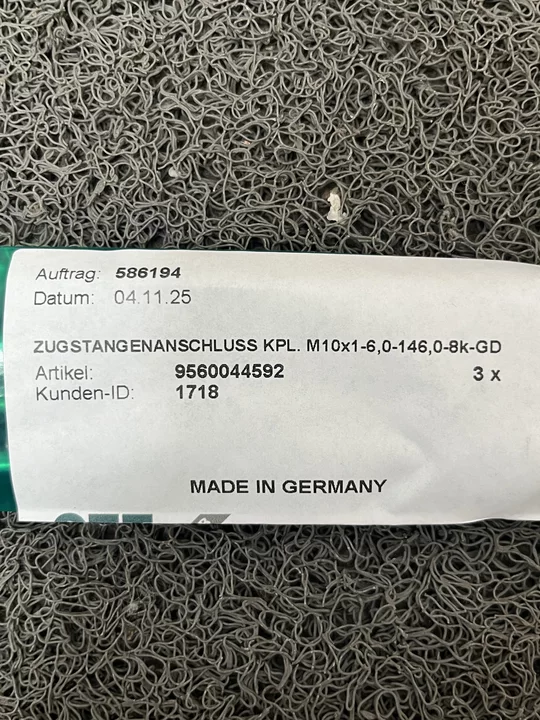 Auftrag: 586194
Datum: 04.11.25
ZUGSTANGENANSCHLUSS KPL. M10x1-6,0-146,0-8k-GD
Artikel: 9560044592 3 x
Kunden-ID: 1718
MADE IN GERMANY